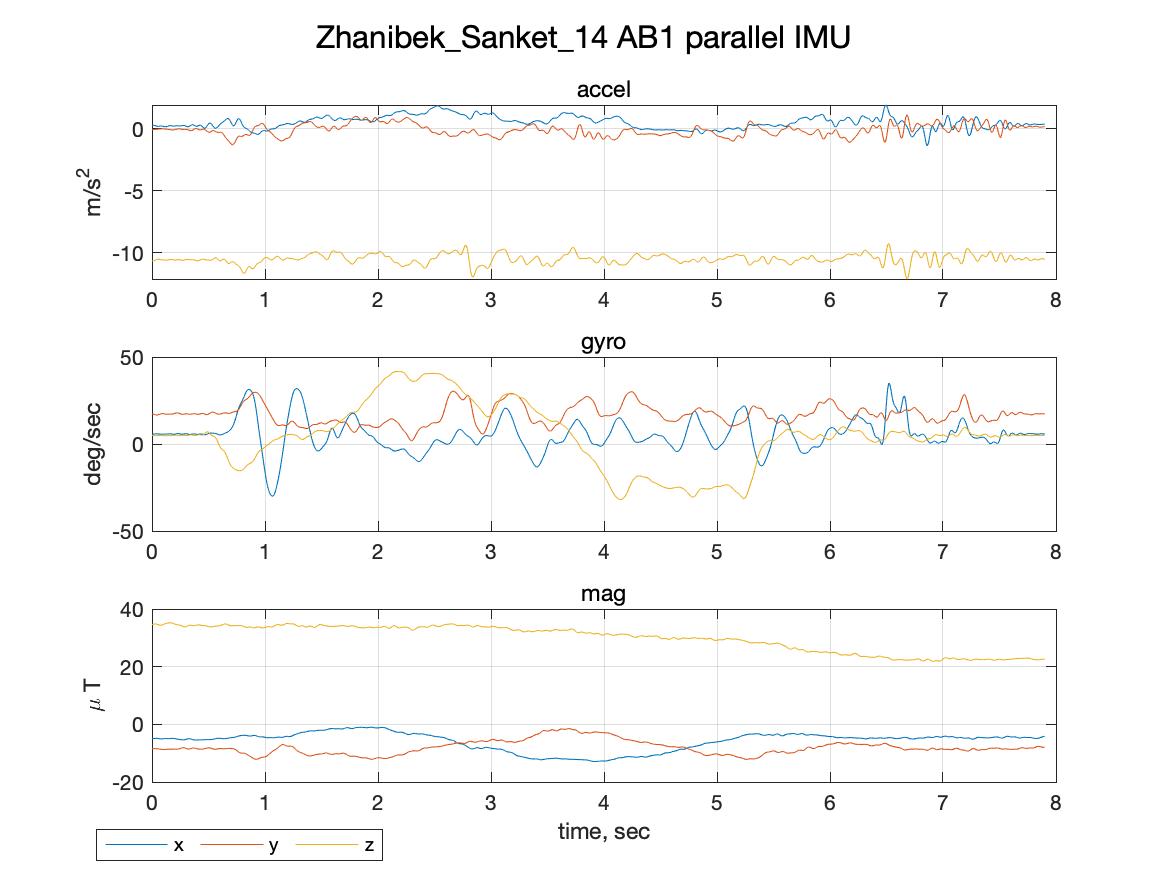 Zhanibek_Sanket_14 AB1 parallel IMU
accel
0
-5
-10
m/s²
0 1 2 3 4 5 6 7 8
gyro
50
0
-50
deg/sec
0 1 2 3 4 5 6 7 8
mag
40
20
0
-20
μ T
0 1 2 3 4 5 6 7 8
time, sec
x y z